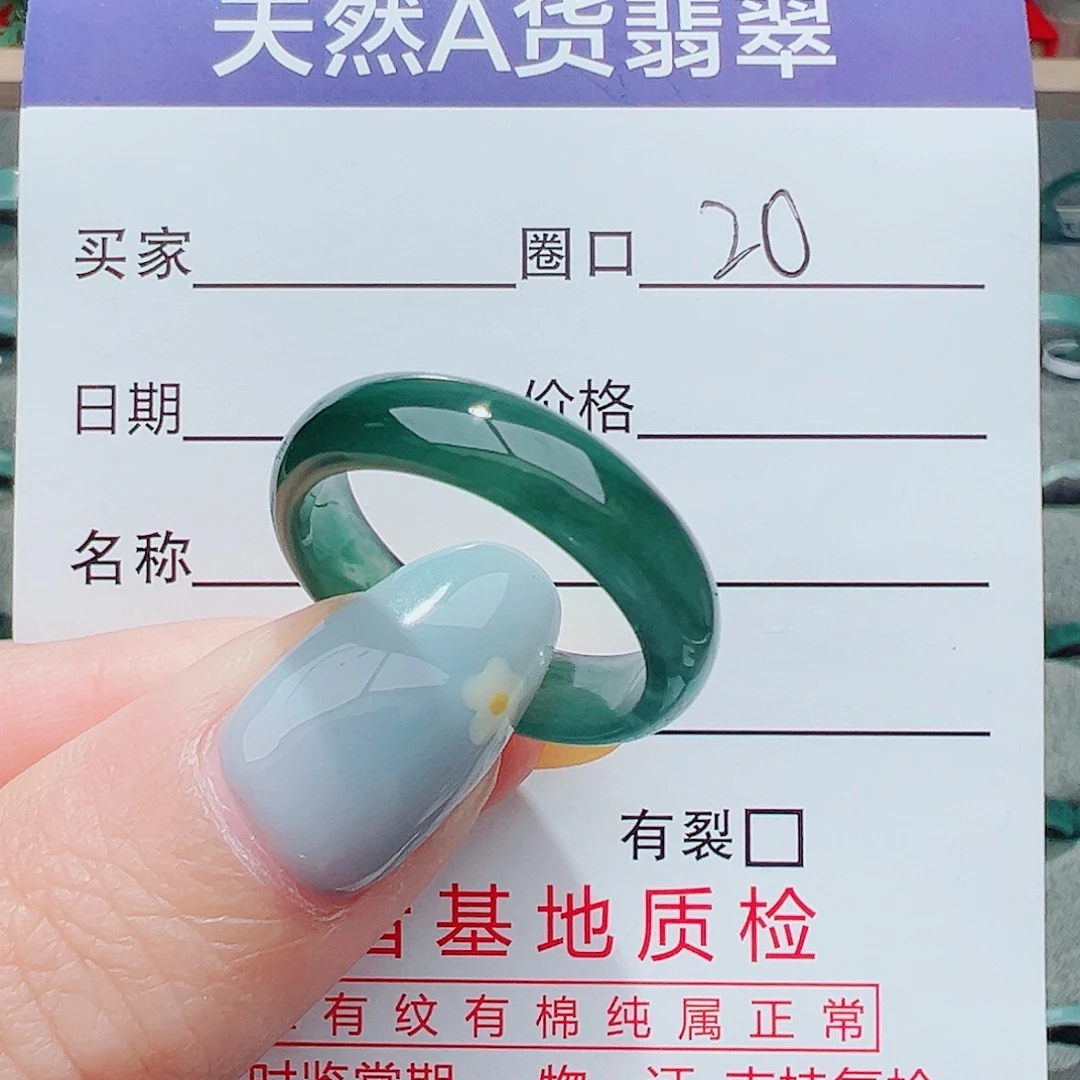 天然A货翡翠
买家 圈口 20
日期 价格
名称
有裂
基地质检
有纹有棉纯属正常